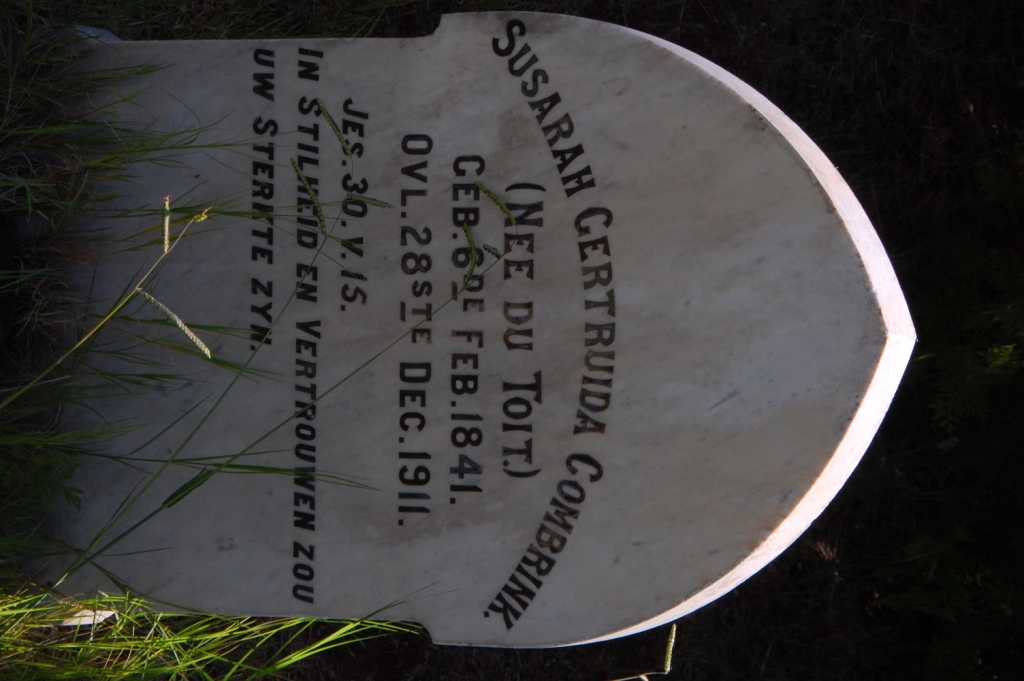 SUSARAH GERTRUIDA COMBRINK.
(NEE DU TOIT.)
GEB. 6DE FEB. 1841.
OVL. 28STE DEC. 1911.
JES. 30. V. 15.
IN STILHEID EN VERTROUWEN ZOU
UW STERKTE ZYN.